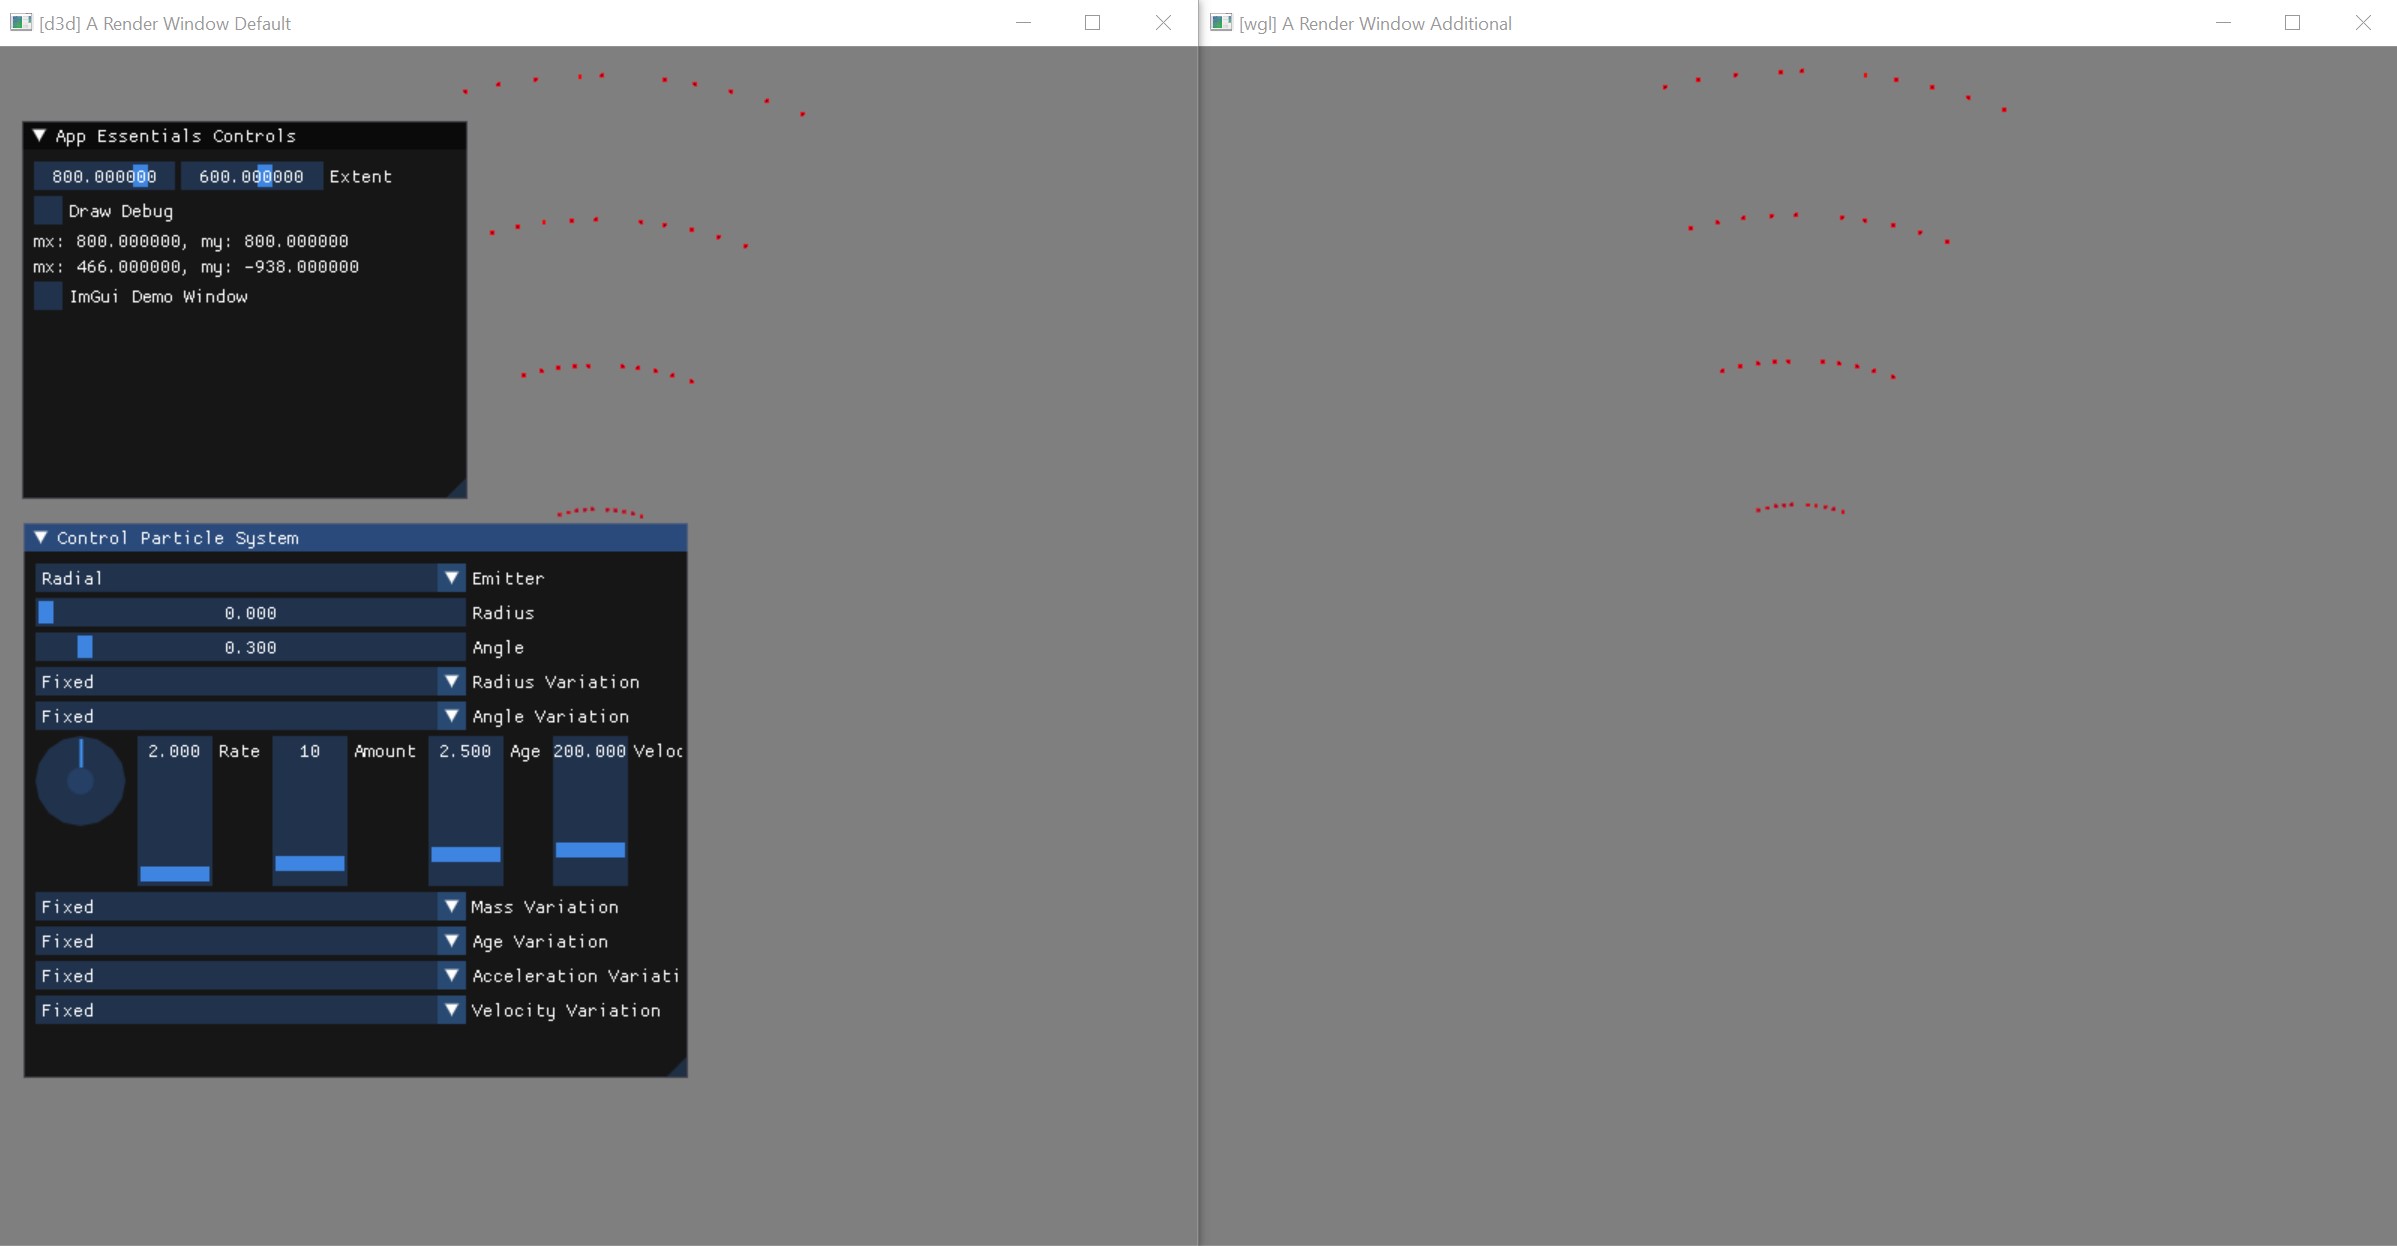 [d3d] A Render Window Default
[wgl] A Render Window Additional
App Essentials Controls
800.000000 600.000000 Extent
Draw Debug
mx: 800.000000, my: 800.000000
mx: 466.000000, my: -938.000000
ImGui Demo Window
Control Particle System
Radial Emitter
0.000 Radius
0.300 Angle
Fixed Radius Variation
Fixed Angle Variation
2.000 Rate 10 Amount 2.500 Age 200.000 Veloc
Fixed Mass Variation
Fixed Age Variation
Fixed Acceleration Variati
Fixed Velocity Variation